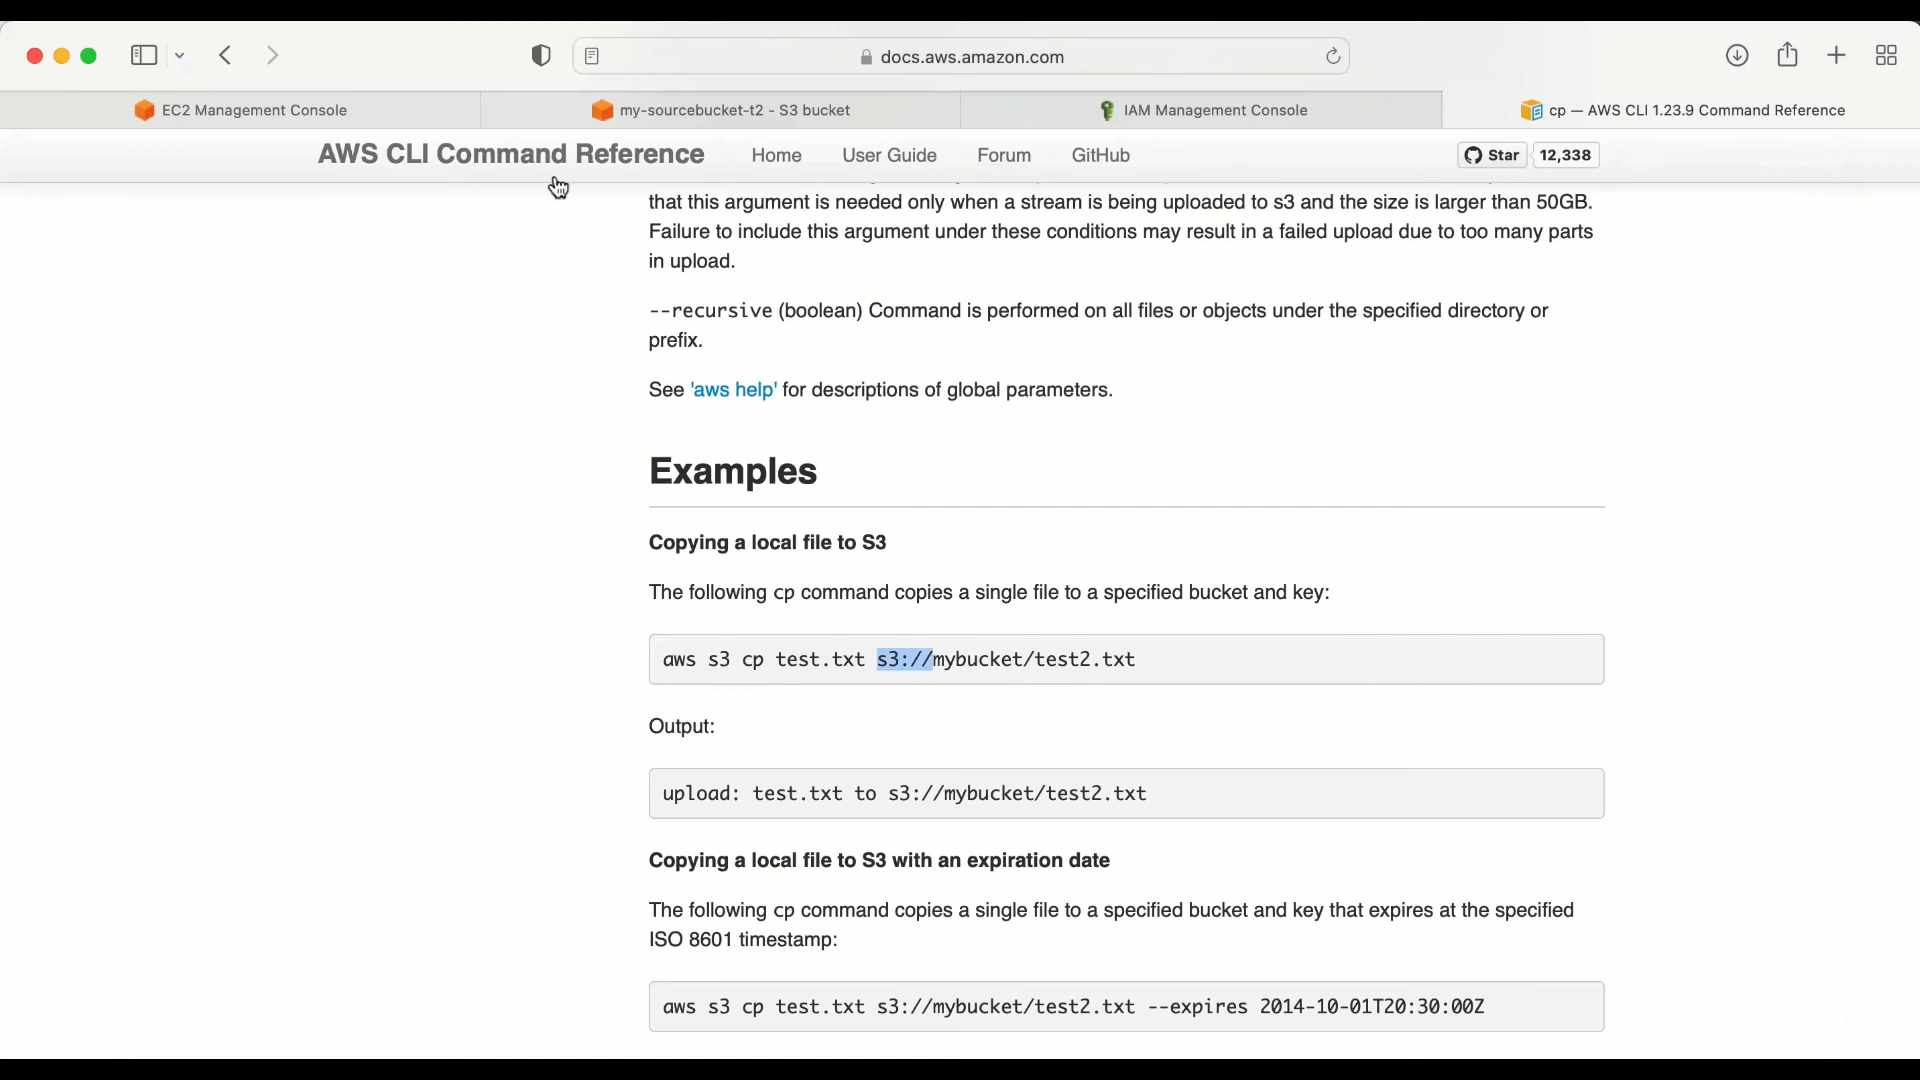 docs.aws.amazon.com
EC2 Management Console
my-sourcebucket-t2 - S3 bucket
IAM Management Console
cp — AWS CLI 1.23.9 Command Reference
AWS CLI Command Reference
Home
User Guide
Forum
GitHub
Star
12,338
that this argument is needed only when a stream is being uploaded to s3 and the size is larger than 50GB.
Failure to include this argument under these conditions may result in a failed upload due to too many parts
in upload.
--recursive (boolean) Command is performed on all files or objects under the specified directory or
prefix.
See 'aws help' for descriptions of global parameters.
Examples
Copying a local file to S3
The following cp command copies a single file to a specified bucket and key:
aws s3 cp test.txt s3://mybucket/test2.txt
Output:
upload: test.txt to s3://mybucket/test2.txt
Copying a local file to S3 with an expiration date
The following cp command copies a single file to a specified bucket and key that expires at the specified
ISO 8601 timestamp:
aws s3 cp test.txt s3://mybucket/test2.txt --expires 2014-10-01T20:30:00Z